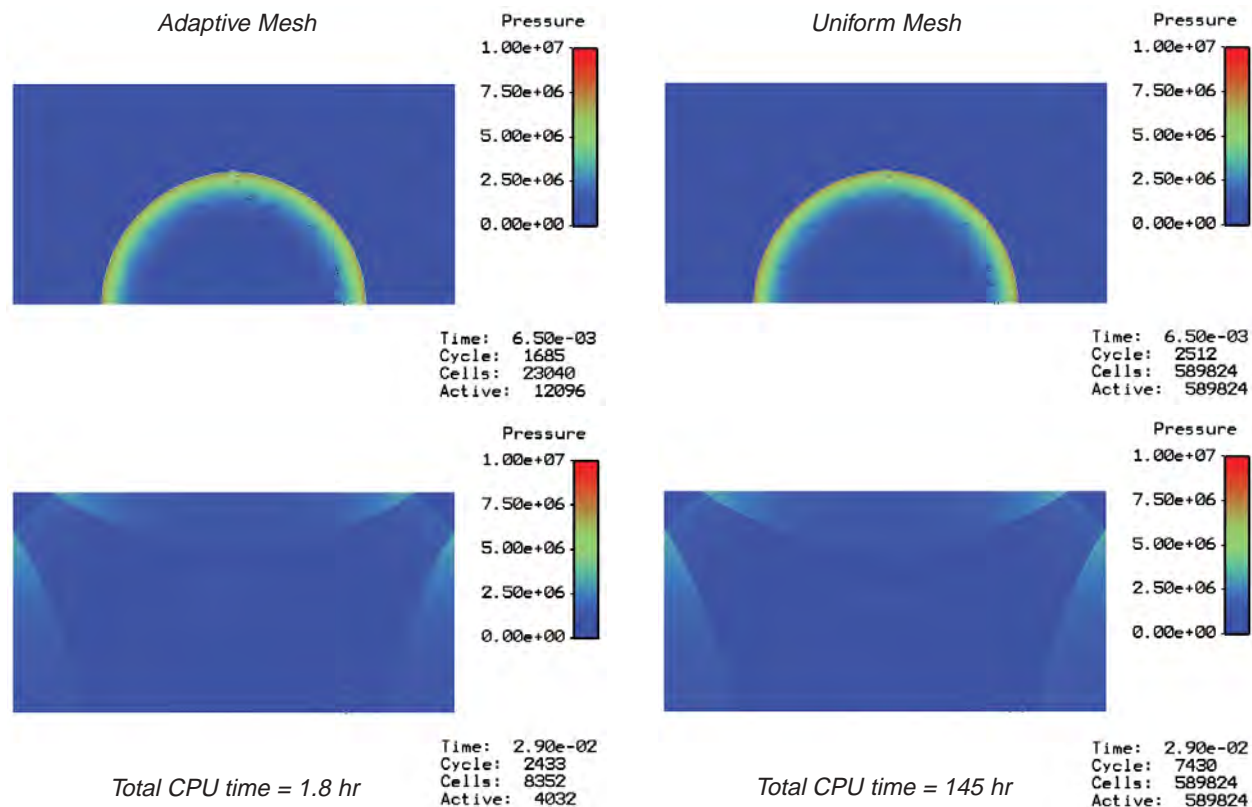 Adaptive Mesh
Pressure
1.00e+07
7.50e+06
5.00e+06
2.50e+06
0.00e+00
Time: 6.50e-03
Cycle: 1685
Cells: 23040
Active: 12096
Uniform Mesh
Pressure
1.00e+07
7.50e+06
5.00e+06
2.50e+06
0.00e+00
Time: 6.50e-03
Cycle: 2512
Cells: 589824
Active: 589824
Pressure
1.00e+07
7.50e+06
5.00e+06
2.50e+06
0.00e+00
Time: 2.90e-02
Cycle: 2433
Cells: 8352
Active: 4032
Total CPU time = 1.8 hr
Pressure
1.00e+07
7.50e+06
5.00e+06
2.50e+06
0.00e+00
Time: 2.90e-02
Cycle: 7430
Cells: 589824
Active: 589824
Total CPU time = 145 hr